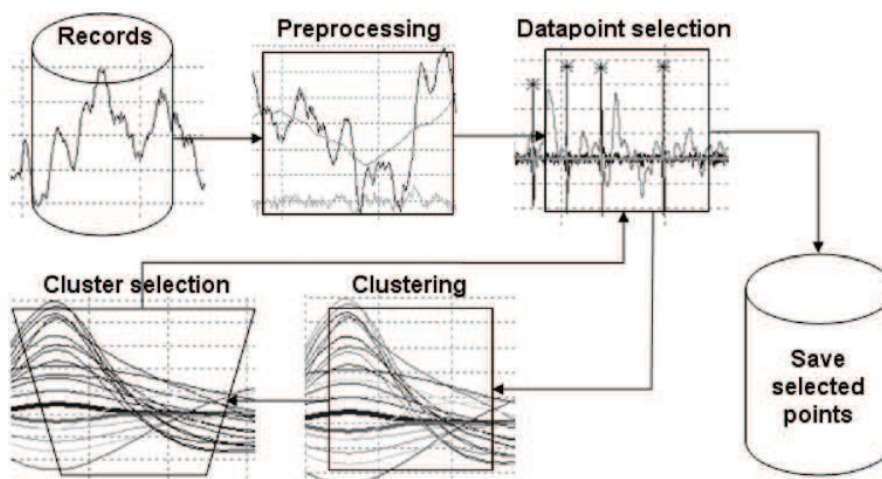 Records
Preprocessing
Datapoint selection
Cluster selection
Clustering
Save
selected
points